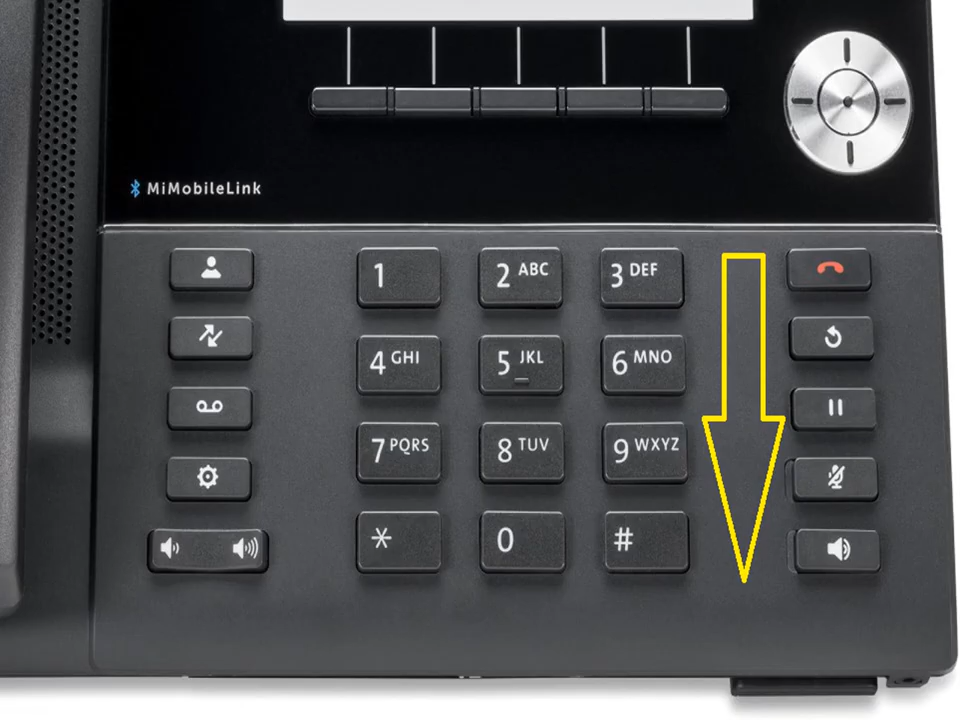 MiMobileLink
1
2 ABC
3 DEF
4 GHI
5 JKL
6 MNO
7 PQRS
8 TUV
9 WXYZ
*
0
#